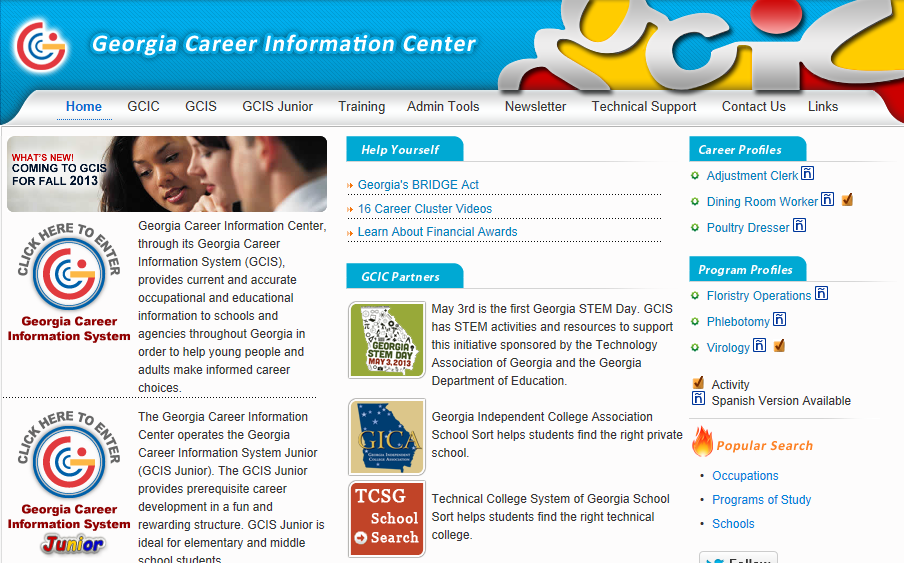 Georgia Career Information Center
GCIC
Home GCIC GCIS GCIS Junior Training Admin Tools Newsletter Technical Support Contact Us Links
WHAT'S NEW!
COMING TO GCIS
FOR FALL 2013
CLICK HERE TO ENTER
Georgia Career
Information System
Georgia Career Information Center,
through its Georgia Career
Information System (GCIS),
provides current and accurate
occupational and educational
information to schools and
agencies throughout Georgia in
order to help young people and
adults make informed career
choices.
CLICK HERE TO ENTER
Georgia Career
Information System
Junior
The Georgia Career Information
Center operates the Georgia
Career Information System Junior
(GCIS Junior). The GCIS Junior
provides prerequisite career
development in a fun and
rewarding structure. GCIS Junior is
ideal for elementary and middle
school students.
Help Yourself
Georgia's BRIDGE Act
16 Career Cluster Videos
Learn About Financial Awards
GCIC Partners
GEORGIA
STEM DAY
MAY 3, 2013
May 3rd is the first Georgia STEM Day. GCIS
has STEM activities and resources to support
this initiative sponsored by the Technology
Association of Georgia and the Georgia
Department of Education.
GICA
GEORGIA INDEPENDENT
COLLEGE ASSOCIATION
Georgia Independent College Association
School Sort helps students find the right private
school.
TCSG
School
Search
Technical College System of Georgia School
Sort helps students find the right technical
college.
Career Profiles
Adjustment Clerk ñ
Dining Room Worker ñ
Poultry Dresser ñ
Program Profiles
Floristry Operations ñ
Phlebotomy ñ
Virology ñ
Activity
ñ Spanish Version Available
Popular Search
Occupations
Programs of Study
Schools
Follow